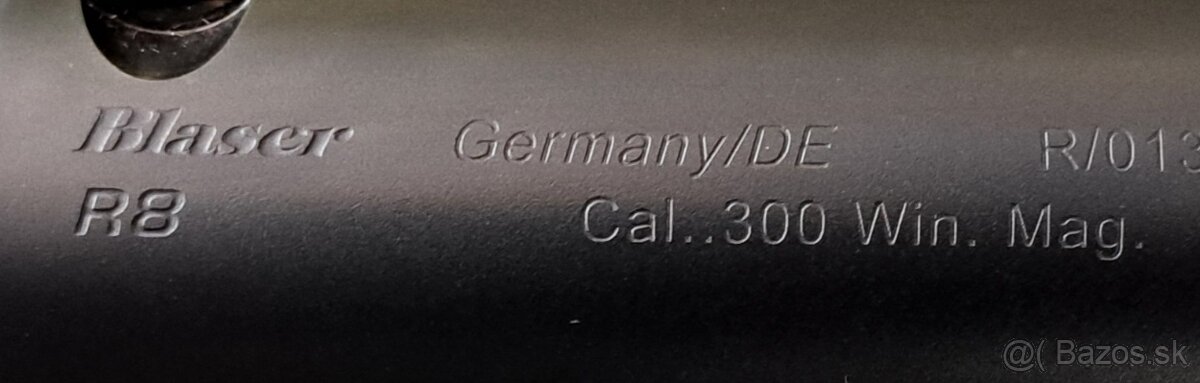 Blaser Germany/DE R/013
R8 Cal..300 Win. Mag.
@( Bazos.sk